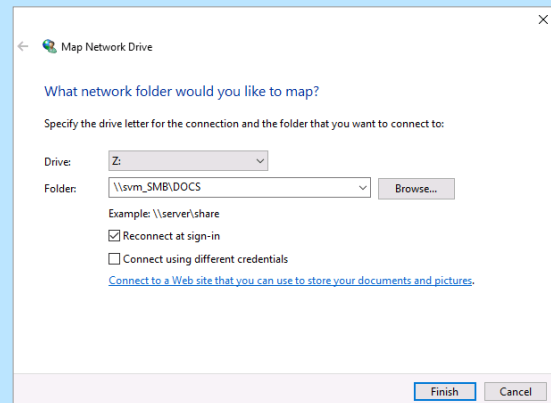 Map Network Drive
What network folder would you like to map?
Specify the drive letter for the connection and the folder that you want to connect to:
Drive: Z:
Folder: \\svm_SMB\DOCS Browse...
Example: \\server\share
Reconnect at sign-in
Connect using different credentials
Connect to a Web site that you can use to store your documents and pictures.
Finish Cancel